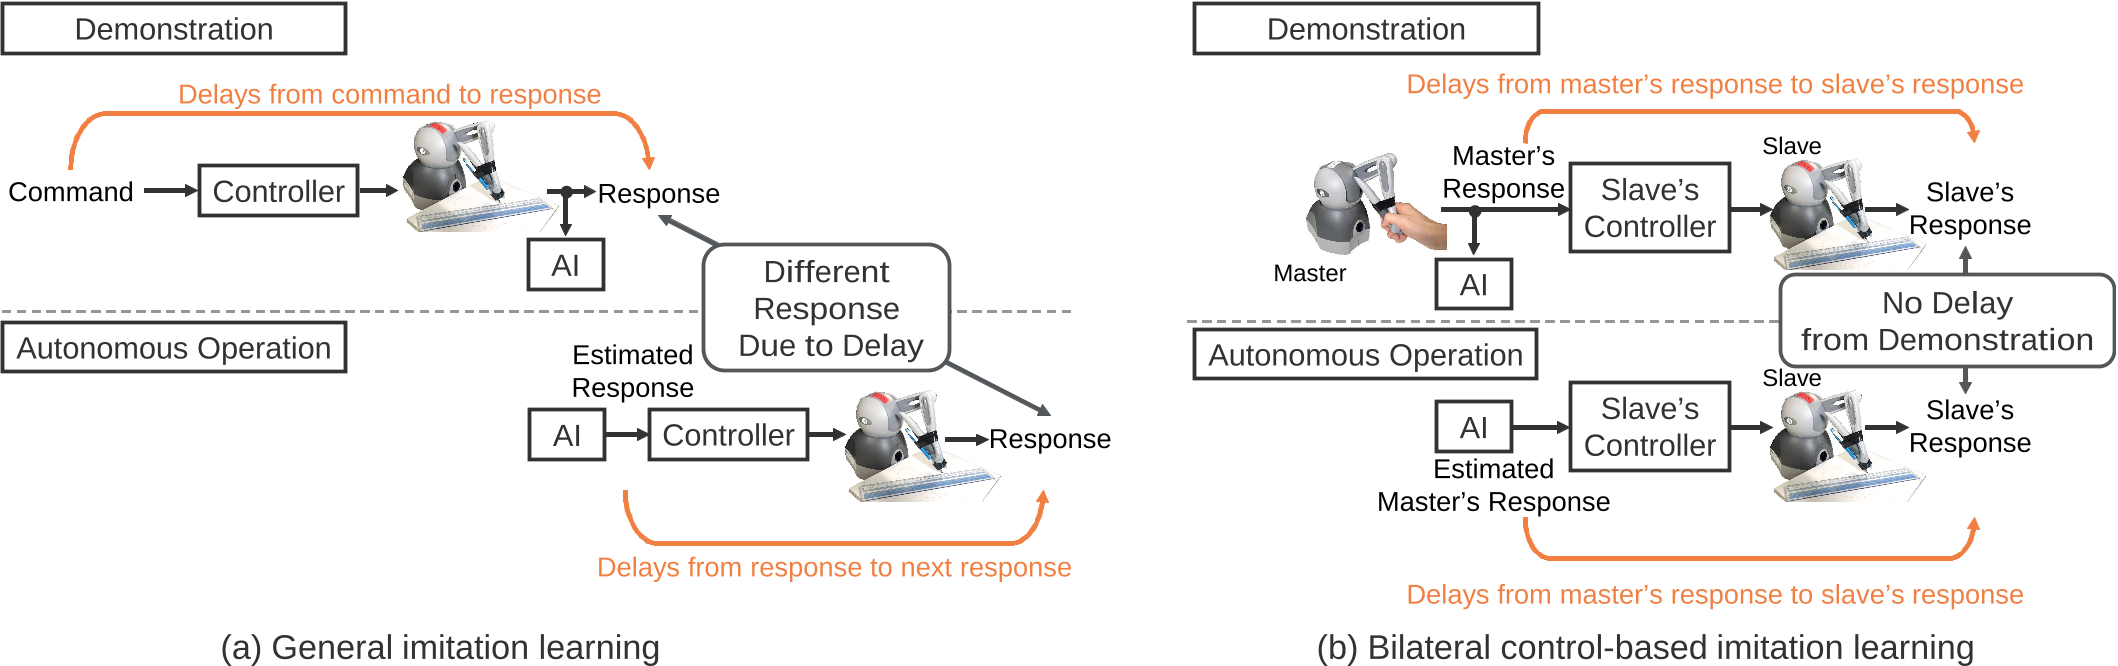 Demonstration
Delays from command to response
Command
Controller
Response
AI
Different
Response
Due to Delay
Autonomous Operation
Estimated
Response
AI
Controller
Response
Delays from response to next response
(a) General imitation learning
Demonstration
Delays from master's response to slave's response
Master
Master's
Response
AI
Slave's
Controller
Slave
Slave's
Response
No Delay
from Demonstration
Autonomous Operation
AI
Estimated
Master's Response
Slave's
Controller
Slave
Slave's
Response
Delays from master's response to slave's response
(b) Bilateral control-based imitation learning